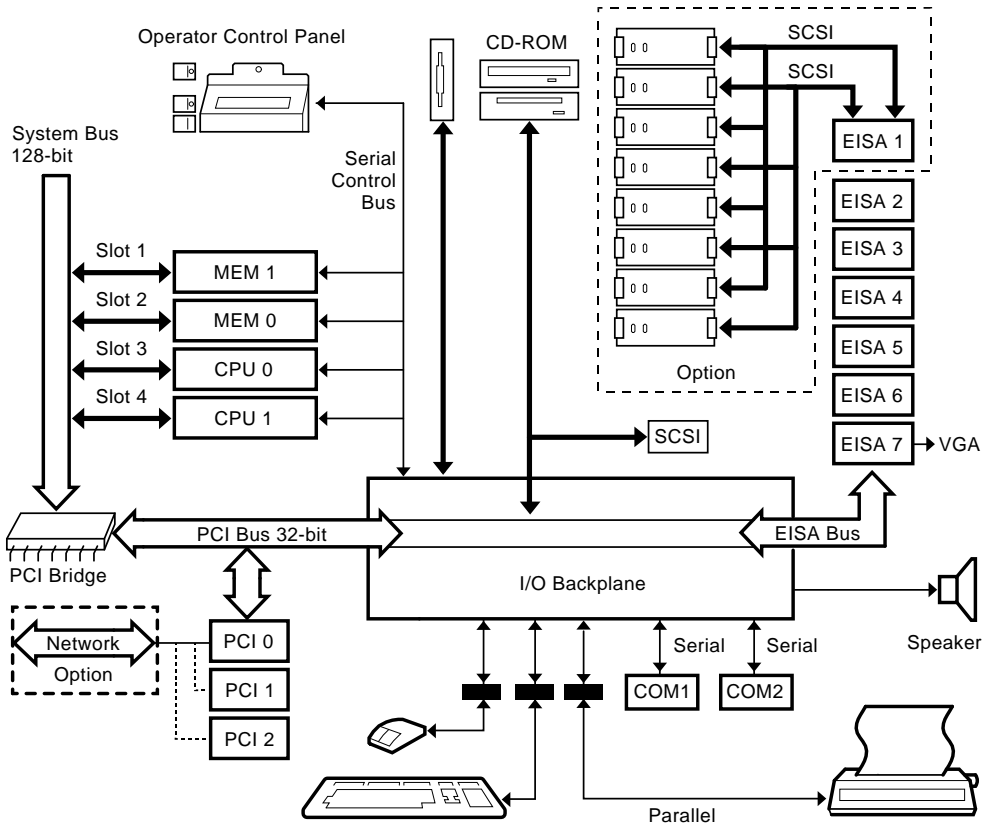 Operator Control Panel
CD-ROM
SCSI
SCSI
EISA 1
System Bus
128-bit
Serial
Control
Bus
EISA 2
EISA 3
EISA 4
EISA 5
EISA 6
EISA 7
VGA
Option
Slot 1
MEM 1
Slot 2
MEM 0
Slot 3
CPU 0
Slot 4
CPU 1
SCSI
PCI Bus 32-bit
EISA Bus
PCI Bridge
I/O Backplane
Network
Option
PCI 0
PCI 1
PCI 2
Serial
Serial
COM1
COM2
Speaker
Parallel